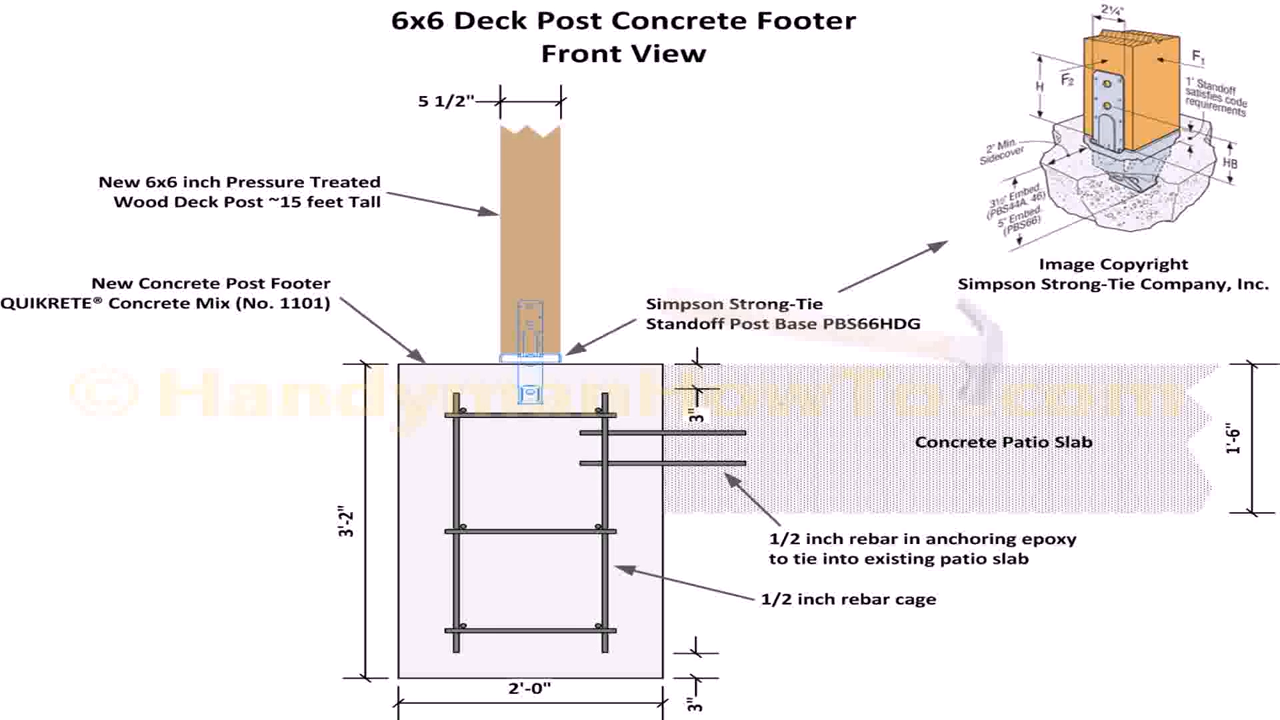 6x6 Deck Post Concrete Footer
Front View
2¼"
5 1/2"
F1
F2
H
1" Standoff
satisfies code
requirements
2" Min.
Sidecover
HB
New 6x6 inch Pressure Treated
Wood Deck Post ~15 feet Tall
3½" Embed.
(PBS44A, 46)
5" Embed.
(PBS66)
Image Copyright
Simpson Strong-Tie Company, Inc.
New Concrete Post Footer
QUIKRETE® Concrete Mix (No. 1101)
Simpson Strong-Tie
Standoff Post Base PBS66HDG
© HandymanHowTo.com
3"
Concrete Patio Slab
1'-6"
3'-2"
1/2 inch rebar in anchoring epoxy
to tie into existing patio slab
1/2 inch rebar cage
2'-0"
3"